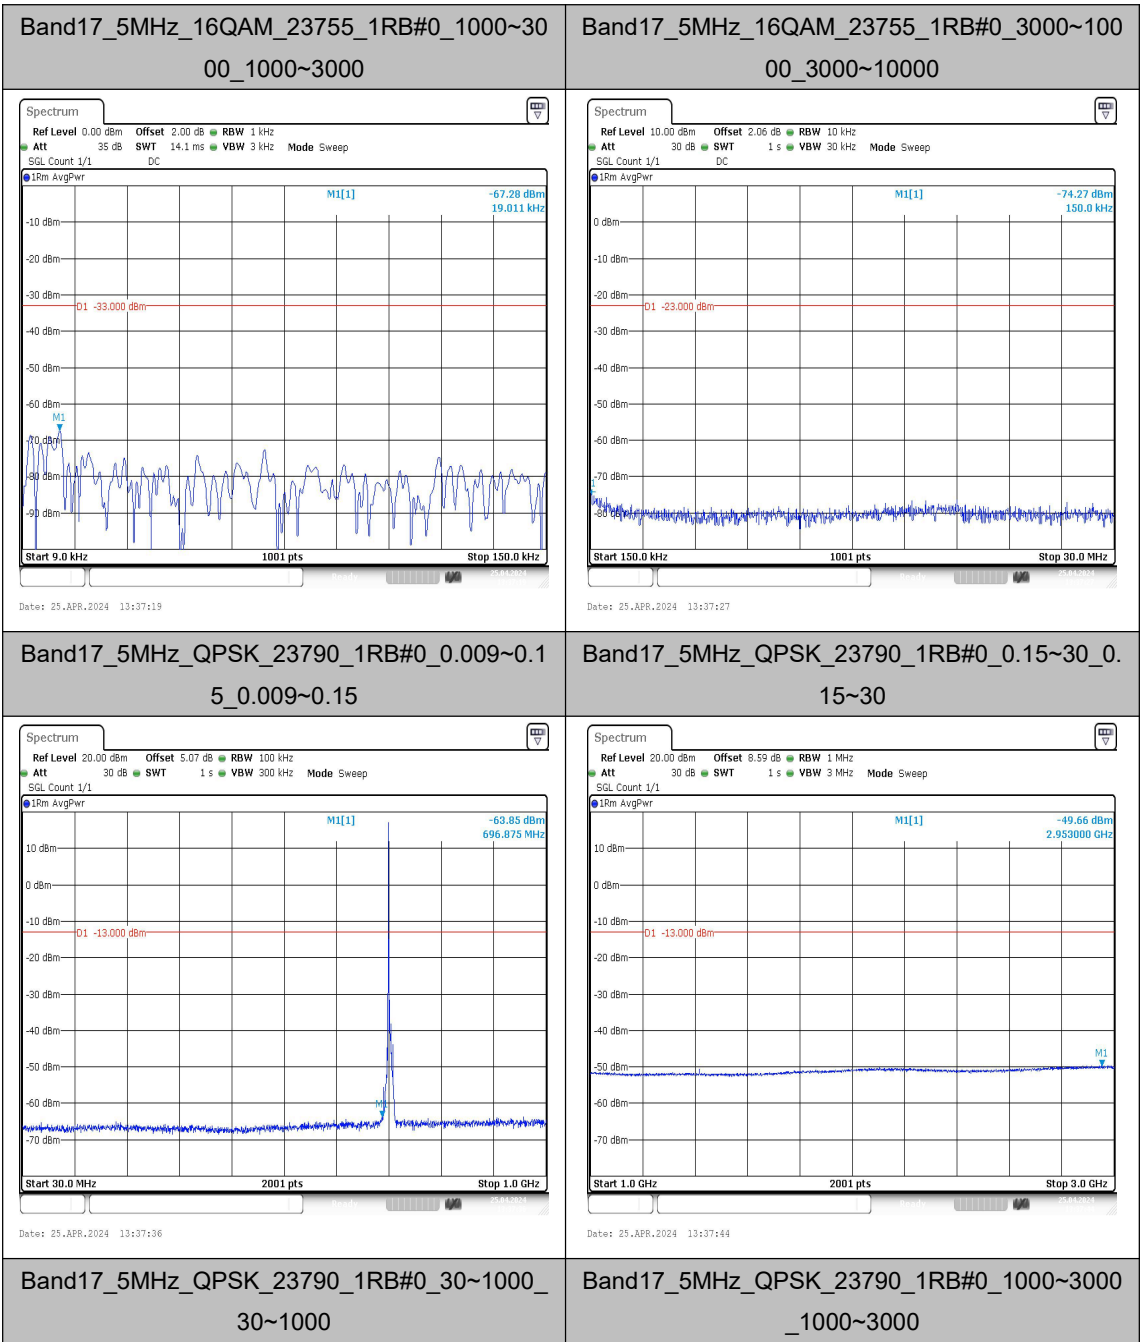 Band17_5MHz_16QAM_23755_1RB#0_1000~30
00_1000~3000
Band17_5MHz_16QAM_23755_1RB#0_3000~100
00_3000~10000
Spectrum
Ref Level 0.00 dBm Offset 2.00 dB RBW 1 kHz
Att 35 dB SWT 14.1 ms VBW 3 kHz Mode Sweep
SGL Count 1/1 DC
1Rm AvgPwr
M1[1] -67.28 dBm
19.011 kHz
-10 dBm
-20 dBm
-30 dBm
D1 -33.000 dBm
-40 dBm
-50 dBm
-60 dBm
M1
-70 dBm
-80 dBm
-90 dBm
Start 9.0 kHz 1001 pts Stop 150.0 kHz
Ready 25.04.2024
Date: 25.APR.2024 13:37:19
Spectrum
Ref Level 10.00 dBm Offset 2.06 dB RBW 10 kHz
Att 30 dB SWT 1 s VBW 30 kHz Mode Sweep
SGL Count 1/1 DC
1Rm AvgPwr
M1[1] -74.27 dBm
150.0 kHz
0 dBm
-10 dBm
-20 dBm
D1 -23.000 dBm
-30 dBm
-40 dBm
-50 dBm
-60 dBm
-70 dBm
-80 dBm
Start 150.0 kHz 1001 pts Stop 30.0 MHz
Ready 25.04.2024
Date: 25.APR.2024 13:37:27
Band17_5MHz_QPSK_23790_1RB#0_0.009~0.1
5_0.009~0.15
Band17_5MHz_QPSK_23790_1RB#0_0.15~30_0.
15~30
Spectrum
Ref Level 20.00 dBm Offset 5.07 dB RBW 100 kHz
Att 30 dB SWT 1 s VBW 300 kHz Mode Sweep
SGL Count 1/1
1Rm AvgPwr
M1[1] -63.85 dBm
696.875 MHz
10 dBm
0 dBm
-10 dBm
D1 -13.000 dBm
-20 dBm
-30 dBm
-40 dBm
-50 dBm
-60 dBm
-70 dBm
Start 30.0 MHz 2001 pts Stop 1.0 GHz
Ready 25.04.2024
Date: 25.APR.2024 13:37:36
Spectrum
Ref Level 20.00 dBm Offset 8.59 dB RBW 1 MHz
Att 30 dB SWT 1 s VBW 3 MHz Mode Sweep
SGL Count 1/1
1Rm AvgPwr
M1[1] -49.66 dBm
2.953000 GHz
10 dBm
0 dBm
-10 dBm
D1 -13.000 dBm
-20 dBm
-30 dBm
-40 dBm
M1
-50 dBm
-60 dBm
-70 dBm
Start 1.0 GHz 2001 pts Stop 3.0 GHz
Ready 25.04.2024
Date: 25.APR.2024 13:37:44
Band17_5MHz_QPSK_23790_1RB#0_30~1000_
30~1000
Band17_5MHz_QPSK_23790_1RB#0_1000~3000
_1000~3000